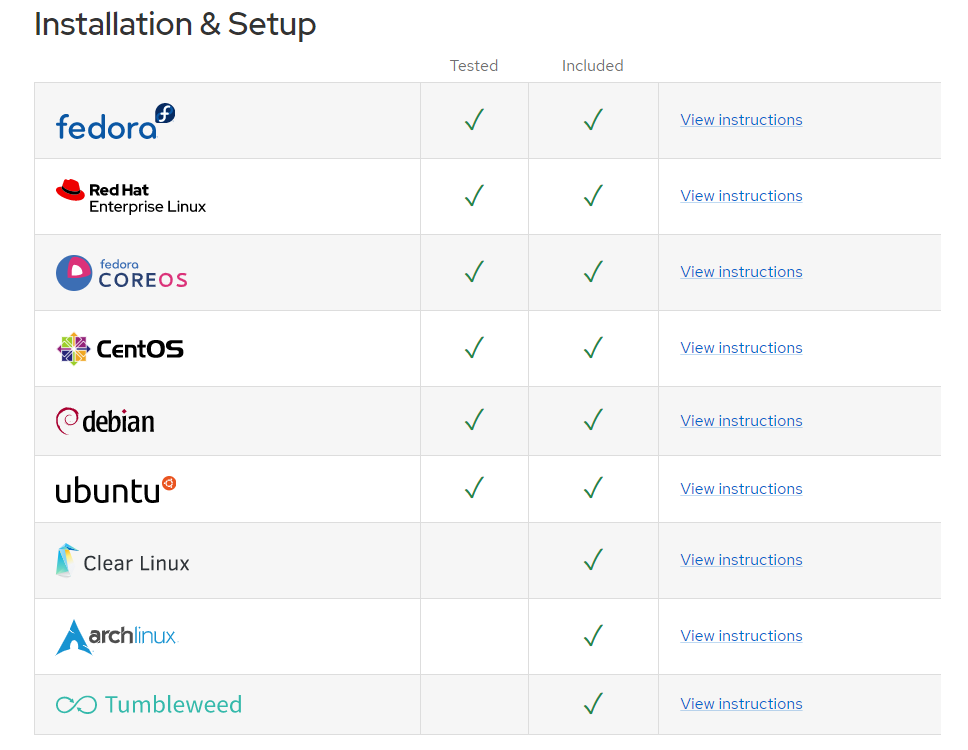 Installation & Setup
Tested Included
fedora View instructions
Red Hat
Enterprise Linux View instructions
fedora
COREOS View instructions
CentOS View instructions
debian View instructions
ubuntu View instructions
Clear Linux View instructions
archlinux View instructions
Tumbleweed View instructions